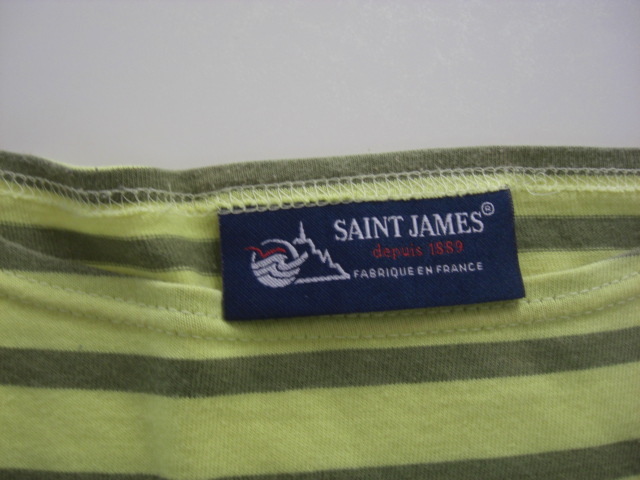 SAINT JAMES®
depuis 1889
FABRIQUE EN FRANCE